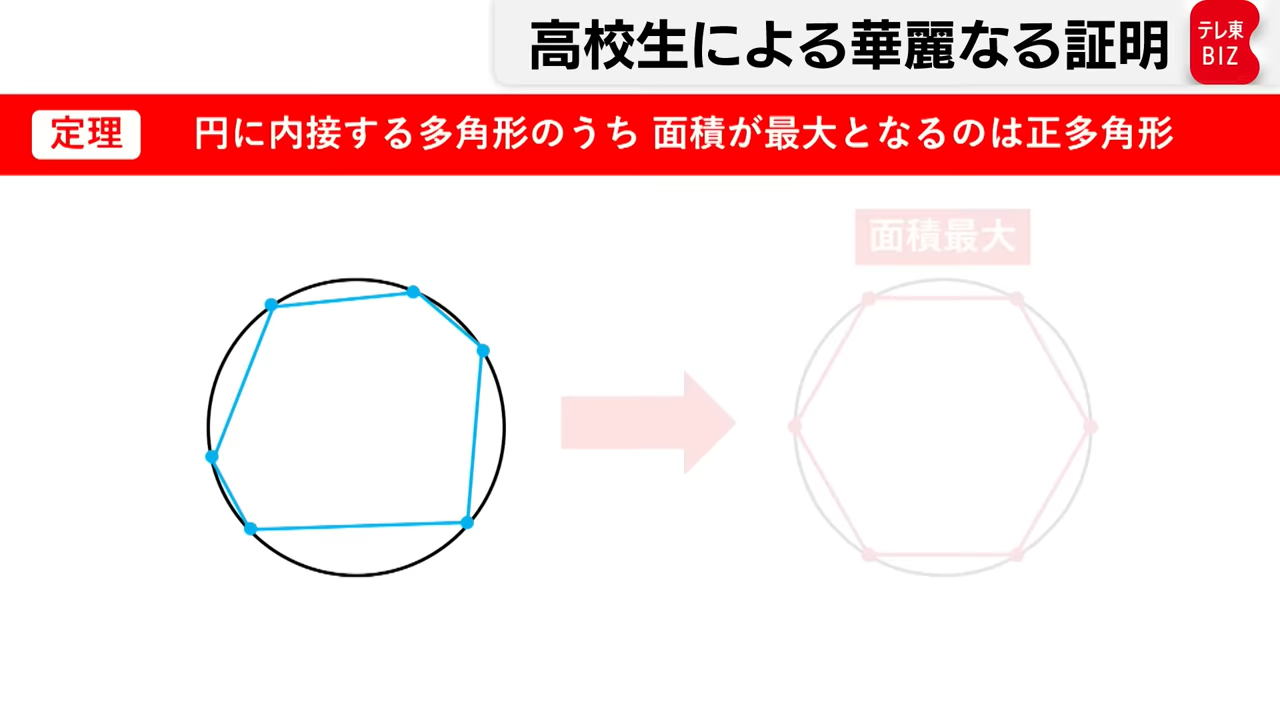 高校生による華麗なる証明
テレ東
BIZ
定理
円に内接する多角形のうち 面積が最大となるのは正多角形
面積最大